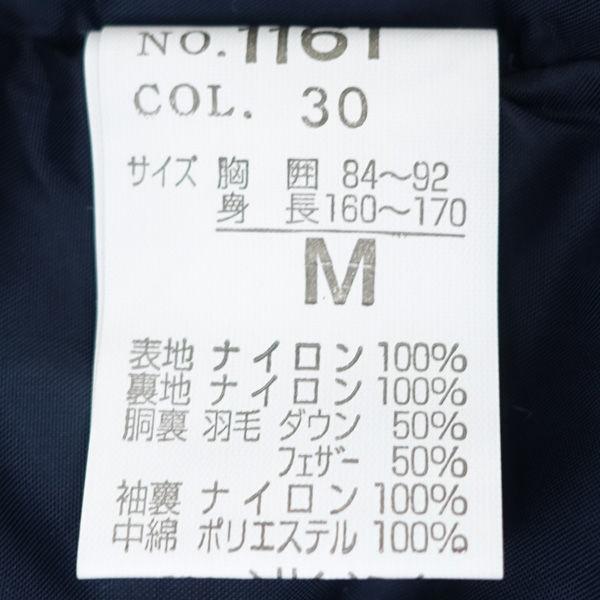 NO. 1161
COL. 30
サイズ 胸 囲 84～92
身 長 160～170
M
表地 ナイロン 100%
裏地 ナイロン 100%
胴裏 羽毛 ダウン 50%
フェザー 50%
袖裏 ナイロン 100%
中綿 ポリエステル 100%